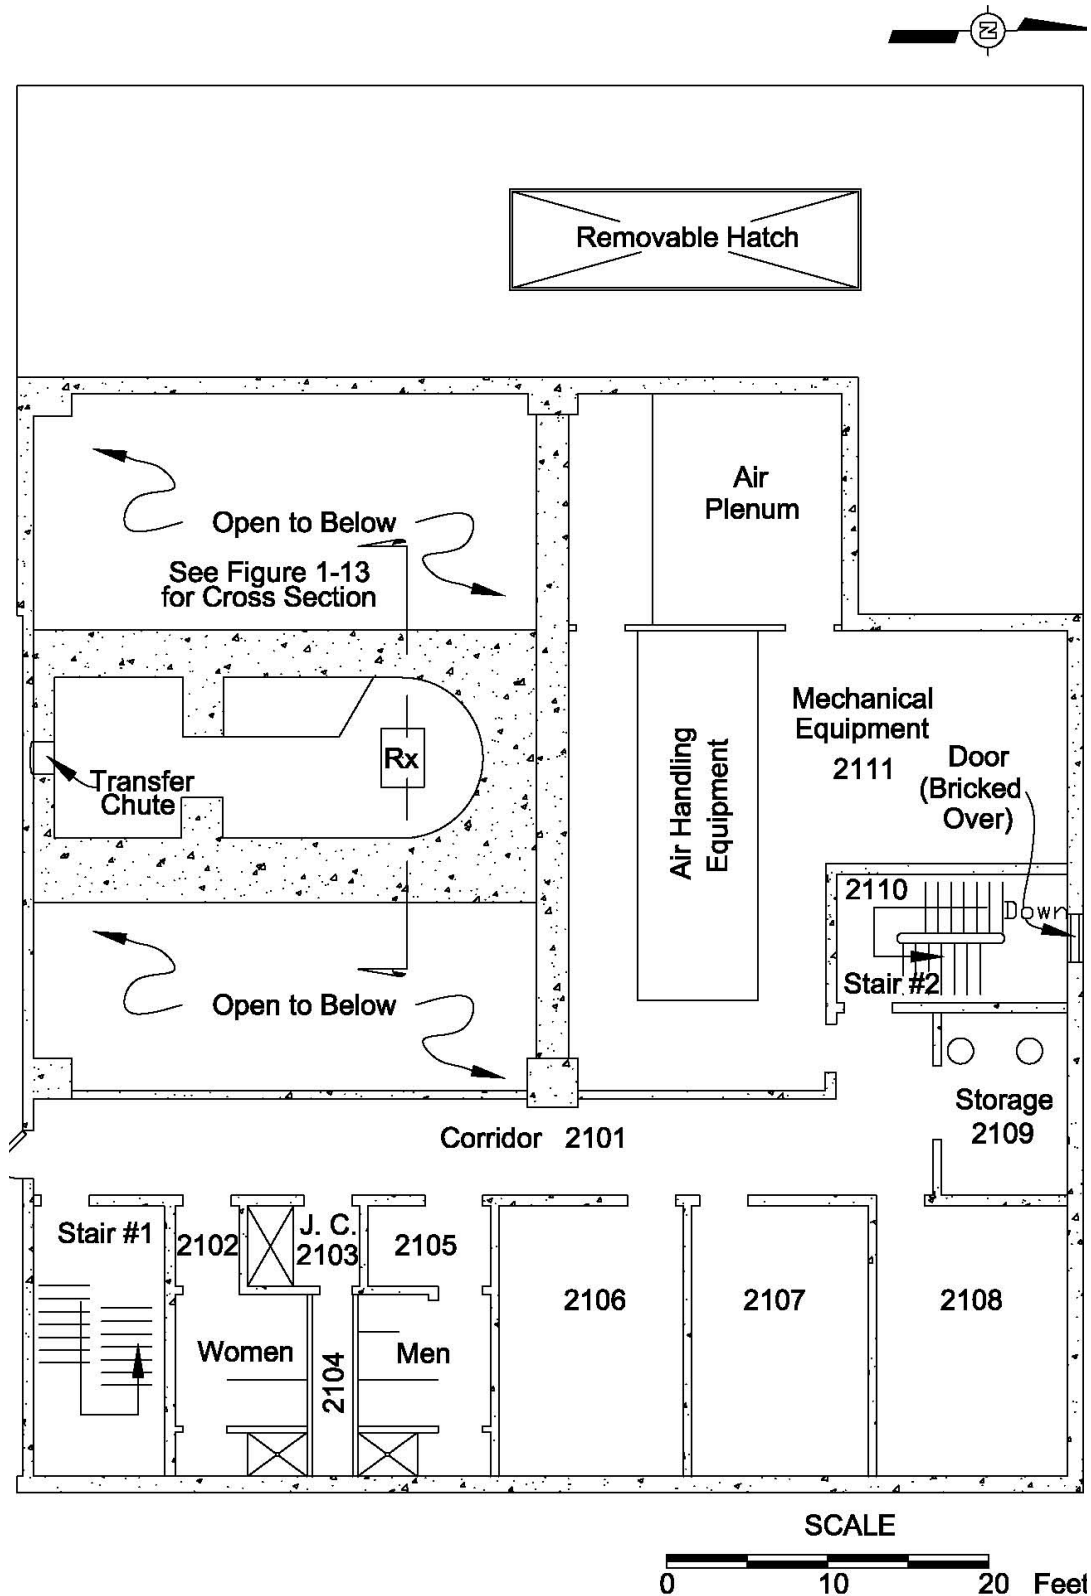 N
Removable Hatch
Air
Plenum
Open to Below
See Figure 1-13
for Cross Section
Mechanical
Equipment
2111
Door
(Bricked
Over)
Rx
Transfer
Chute
Air Handling
Equipment
2110
Down
Stair #2
Open to Below
Storage
2109
Corridor 2101
Stair #1
2102
J. C.
2103
2105
2106
2107
2108
Women
2104
Men
SCALE
0 10 20 Feet